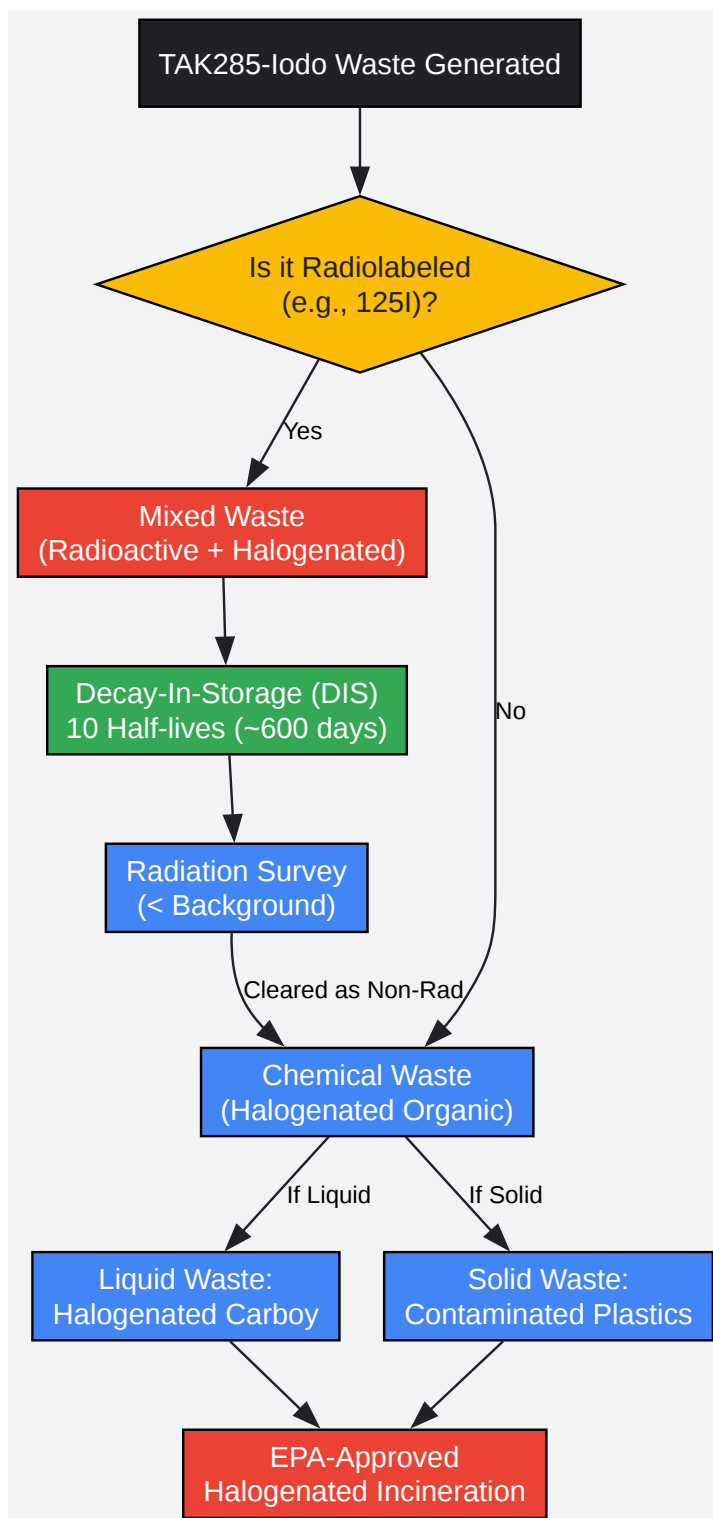 TAK285-Iodo Waste Generated
Is it Radiolabeled
(e.g., 125I)?
Yes
Mixed Waste
(Radioactive + Halogenated)
Decay-In-Storage (DIS)
10 Half-lives (~600 days)
No
Radiation Survey
(< Background)
Cleared as Non-Rad
Chemical Waste
(Halogenated Organic)
If Liquid
If Solid
Liquid Waste:
Halogenated Carboy
Solid Waste:
Contaminated Plastics
EPA-Approved
Halogenated Incineration